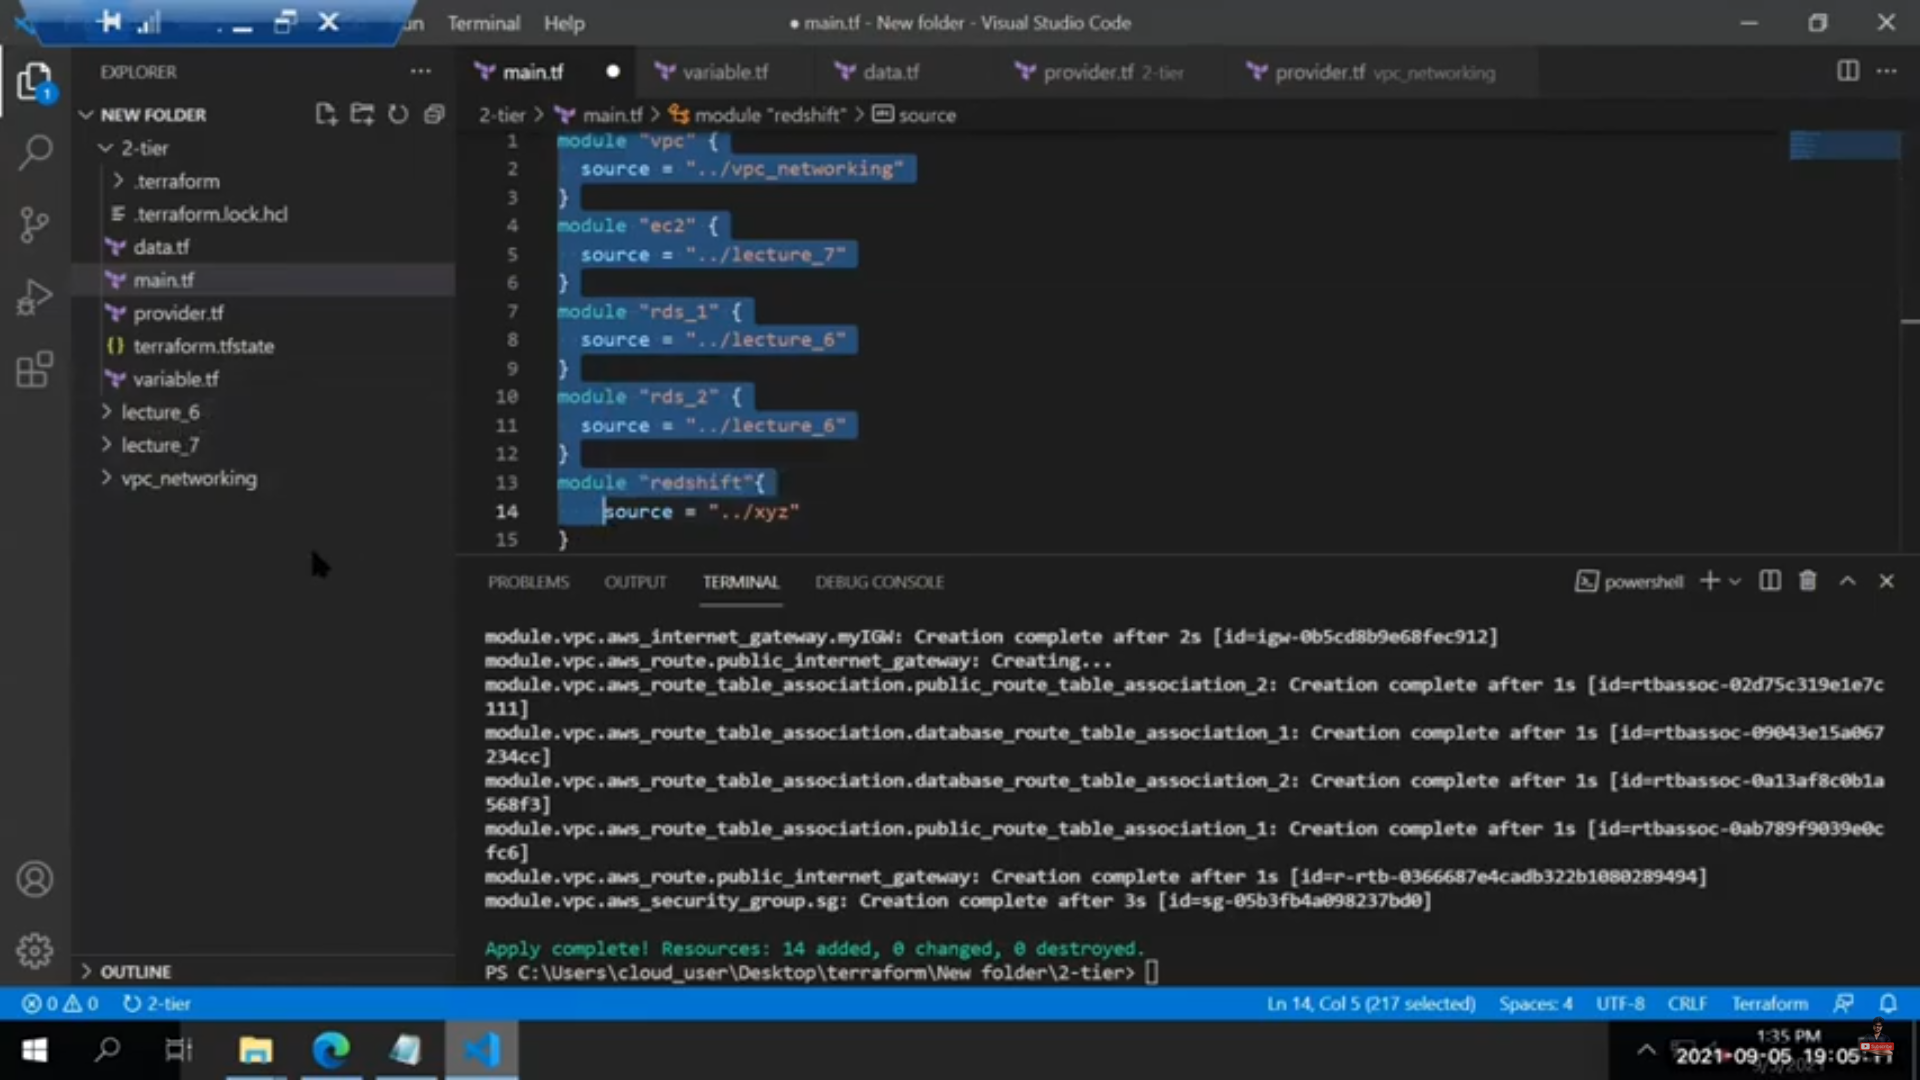 un Terminal Help ● main.tf - New folder - Visual Studio Code
EXPLORER
main.tf
variable.tf
data.tf
provider.tf 2-tier
provider.tf vpc_networking
NEW FOLDER
2-tier > main.tf > module "redshift" > source
2-tier
.terraform
.terraform.lock.hcl
data.tf
main.tf
provider.tf
terraform.tfstate
variable.tf
lecture_6
lecture_7
vpc_networking
OUTLINE
1 module "vpc" {
2 source = "../vpc_networking"
3 }
4 module "ec2" {
5 source = "../lecture_7"
6 }
7 module "rds_1" {
8 source = "../lecture_6"
9 }
10 module "rds_2" {
11 source = "../lecture_6"
12 }
13 module "redshift"{
14 source = "../xyz"
15 }
PROBLEMS OUTPUT TERMINAL DEBUG CONSOLE
powershell
module.vpc.aws_internet_gateway.myIGW: Creation complete after 2s [id=igw-0b5cd8b9e68fec912]
module.vpc.aws_route.public_internet_gateway: Creating...
module.vpc.aws_route_table_association.public_route_table_association_2: Creation complete after 1s [id=rtbassoc-02d75c319e1e7c
111]
module.vpc.aws_route_table_association.database_route_table_association_1: Creation complete after 1s [id=rtbassoc-09043e15a067
234cc]
module.vpc.aws_route_table_association.database_route_table_association_2: Creation complete after 1s [id=rtbassoc-0a13af8c0b1a
568f3]
module.vpc.aws_route_table_association.public_route_table_association_1: Creation complete after 1s [id=rtbassoc-0ab789f9039e0c
fc6]
module.vpc.aws_route.public_internet_gateway: Creation complete after 1s [id=r-rtb-0366687e4cadb322b1080289494]
module.vpc.aws_security_group.sg: Creation complete after 3s [id=sg-05b3fb4a098237bd0]
Apply complete! Resources: 14 added, 0 changed, 0 destroyed.
PS C:\Users\cloud_user\Desktop\terraform\New folder\2-tier>
0 0 2-tier
Ln 14, Col 5 (217 selected) Spaces: 4 UTF-8 CRLF Terraform
1:35 PM
2021-09-05 19:05:11